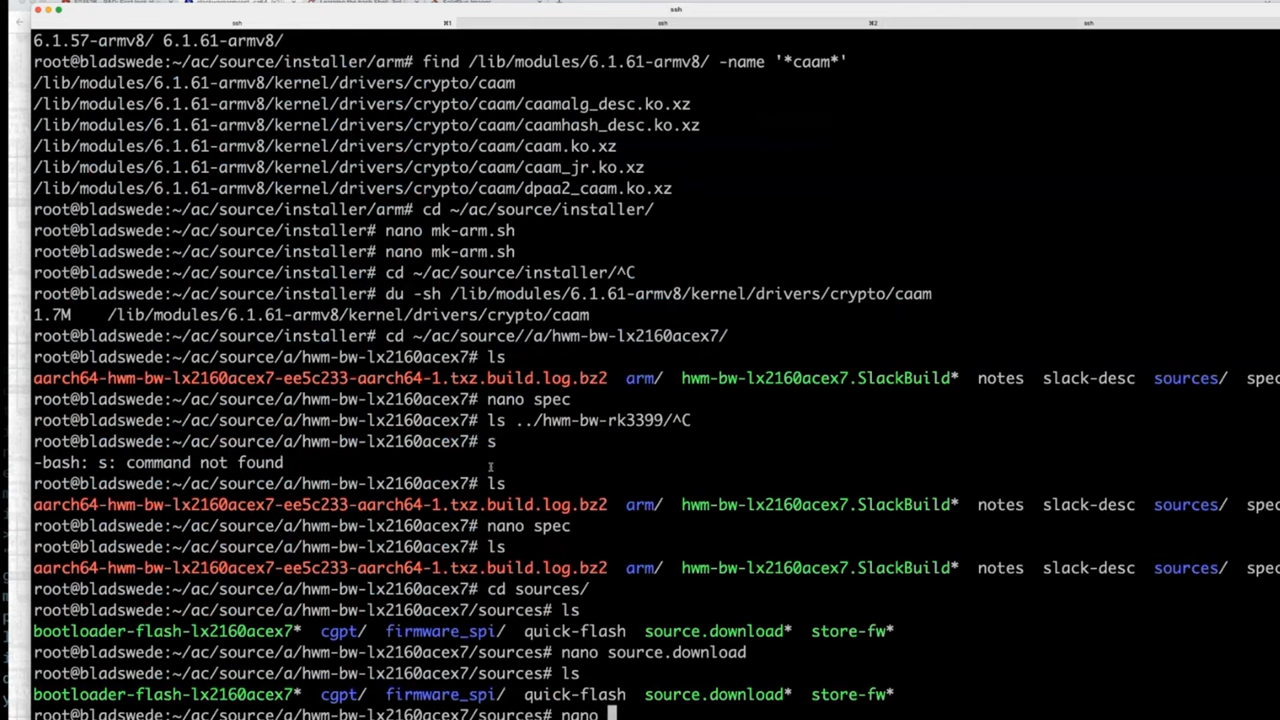 ssh
ssh ⌘1 ssh ⌘2 ssh
6.1.57-armv8/ 6.1.61-armv8/
root@bladswede:~/ac/source/installer/arm# find /lib/modules/6.1.61-armv8/ -name '*caam*'
/lib/modules/6.1.61-armv8/kernel/drivers/crypto/caam
/lib/modules/6.1.61-armv8/kernel/drivers/crypto/caam/caamalg_desc.ko.xz
/lib/modules/6.1.61-armv8/kernel/drivers/crypto/caam/caamhash_desc.ko.xz
/lib/modules/6.1.61-armv8/kernel/drivers/crypto/caam/caam.ko.xz
/lib/modules/6.1.61-armv8/kernel/drivers/crypto/caam/caam_jr.ko.xz
/lib/modules/6.1.61-armv8/kernel/drivers/crypto/caam/dpaa2_caam.ko.xz
root@bladswede:~/ac/source/installer/arm# cd ~/ac/source/installer/
root@bladswede:~/ac/source/installer# nano mk-arm.sh
root@bladswede:~/ac/source/installer# nano mk-arm.sh
root@bladswede:~/ac/source/installer# cd ~/ac/source/installer/^C
root@bladswede:~/ac/source/installer# du -sh /lib/modules/6.1.61-armv8/kernel/drivers/crypto/caam
1.7M /lib/modules/6.1.61-armv8/kernel/drivers/crypto/caam
root@bladswede:~/ac/source/installer# cd ~/ac/source//a/hwm-bw-lx2160acex7/
root@bladswede:~/ac/source/a/hwm-bw-lx2160acex7# ls
aarch64-hwm-bw-lx2160acex7-ee5c233-aarch64-1.txz.build.log.bz2 arm/ hwm-bw-lx2160acex7.SlackBuild* notes slack-desc sources/ spec
root@bladswede:~/ac/source/a/hwm-bw-lx2160acex7# nano spec
root@bladswede:~/ac/source/a/hwm-bw-lx2160acex7# ls ../hwm-bw-rk3399/^C
root@bladswede:~/ac/source/a/hwm-bw-lx2160acex7# s
-bash: s: command not found
root@bladswede:~/ac/source/a/hwm-bw-lx2160acex7# ls
aarch64-hwm-bw-lx2160acex7-ee5c233-aarch64-1.txz.build.log.bz2 arm/ hwm-bw-lx2160acex7.SlackBuild* notes slack-desc sources/ spec
root@bladswede:~/ac/source/a/hwm-bw-lx2160acex7# nano spec
root@bladswede:~/ac/source/a/hwm-bw-lx2160acex7# ls
aarch64-hwm-bw-lx2160acex7-ee5c233-aarch64-1.txz.build.log.bz2 arm/ hwm-bw-lx2160acex7.SlackBuild* notes slack-desc sources/ spec
root@bladswede:~/ac/source/a/hwm-bw-lx2160acex7# cd sources/
root@bladswede:~/ac/source/a/hwm-bw-lx2160acex7/sources# ls
bootloader-flash-lx2160acex7* cgpt/ firmware_spi/ quick-flash source.download* store-fw*
root@bladswede:~/ac/source/a/hwm-bw-lx2160acex7/sources# nano source.download
root@bladswede:~/ac/source/a/hwm-bw-lx2160acex7/sources# ls
bootloader-flash-lx2160acex7* cgpt/ firmware_spi/ quick-flash source.download* store-fw*
root@bladswede:~/ac/source/a/hwm-bw-lx2160acex7/sources# nano